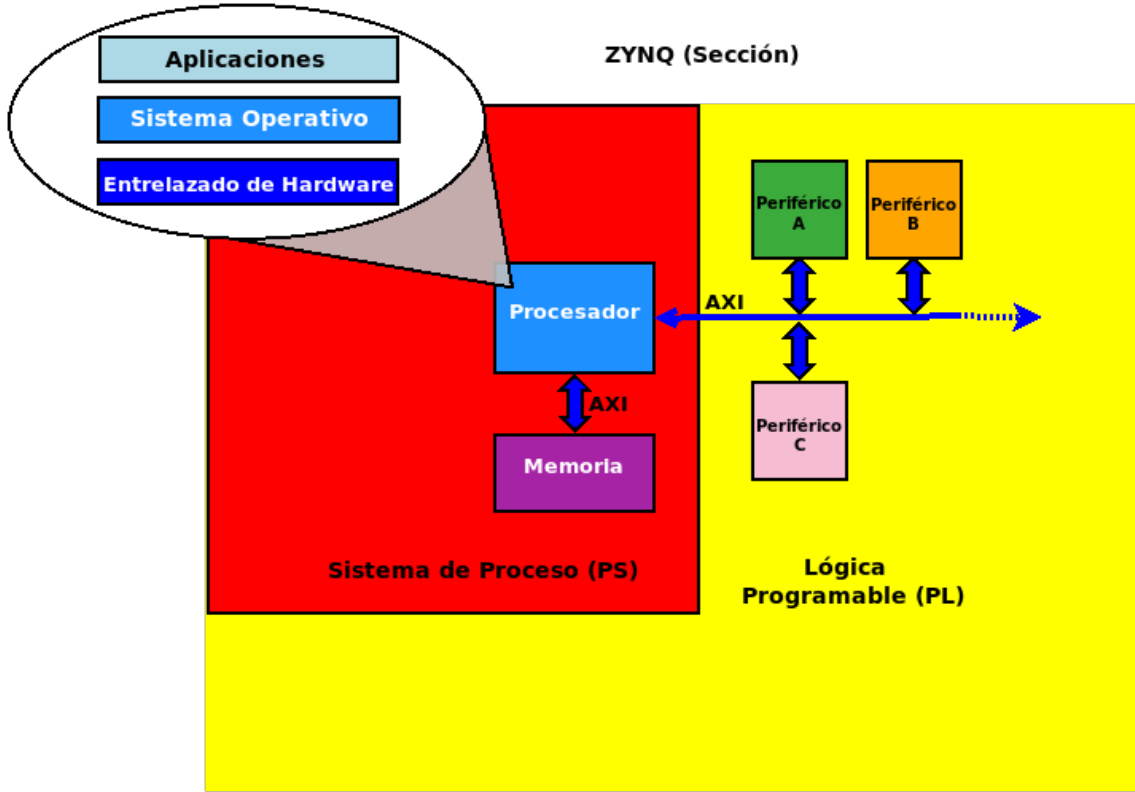 ZYNQ (Sección)
Aplicaciones
Sistema Operativo
Entrelazado de Hardware
Periférico
A
Periférico
B
Procesador
AXI
AXI
Memoria
Periférico
C
Sistema de Proceso (PS)
Lógica
Programable (PL)